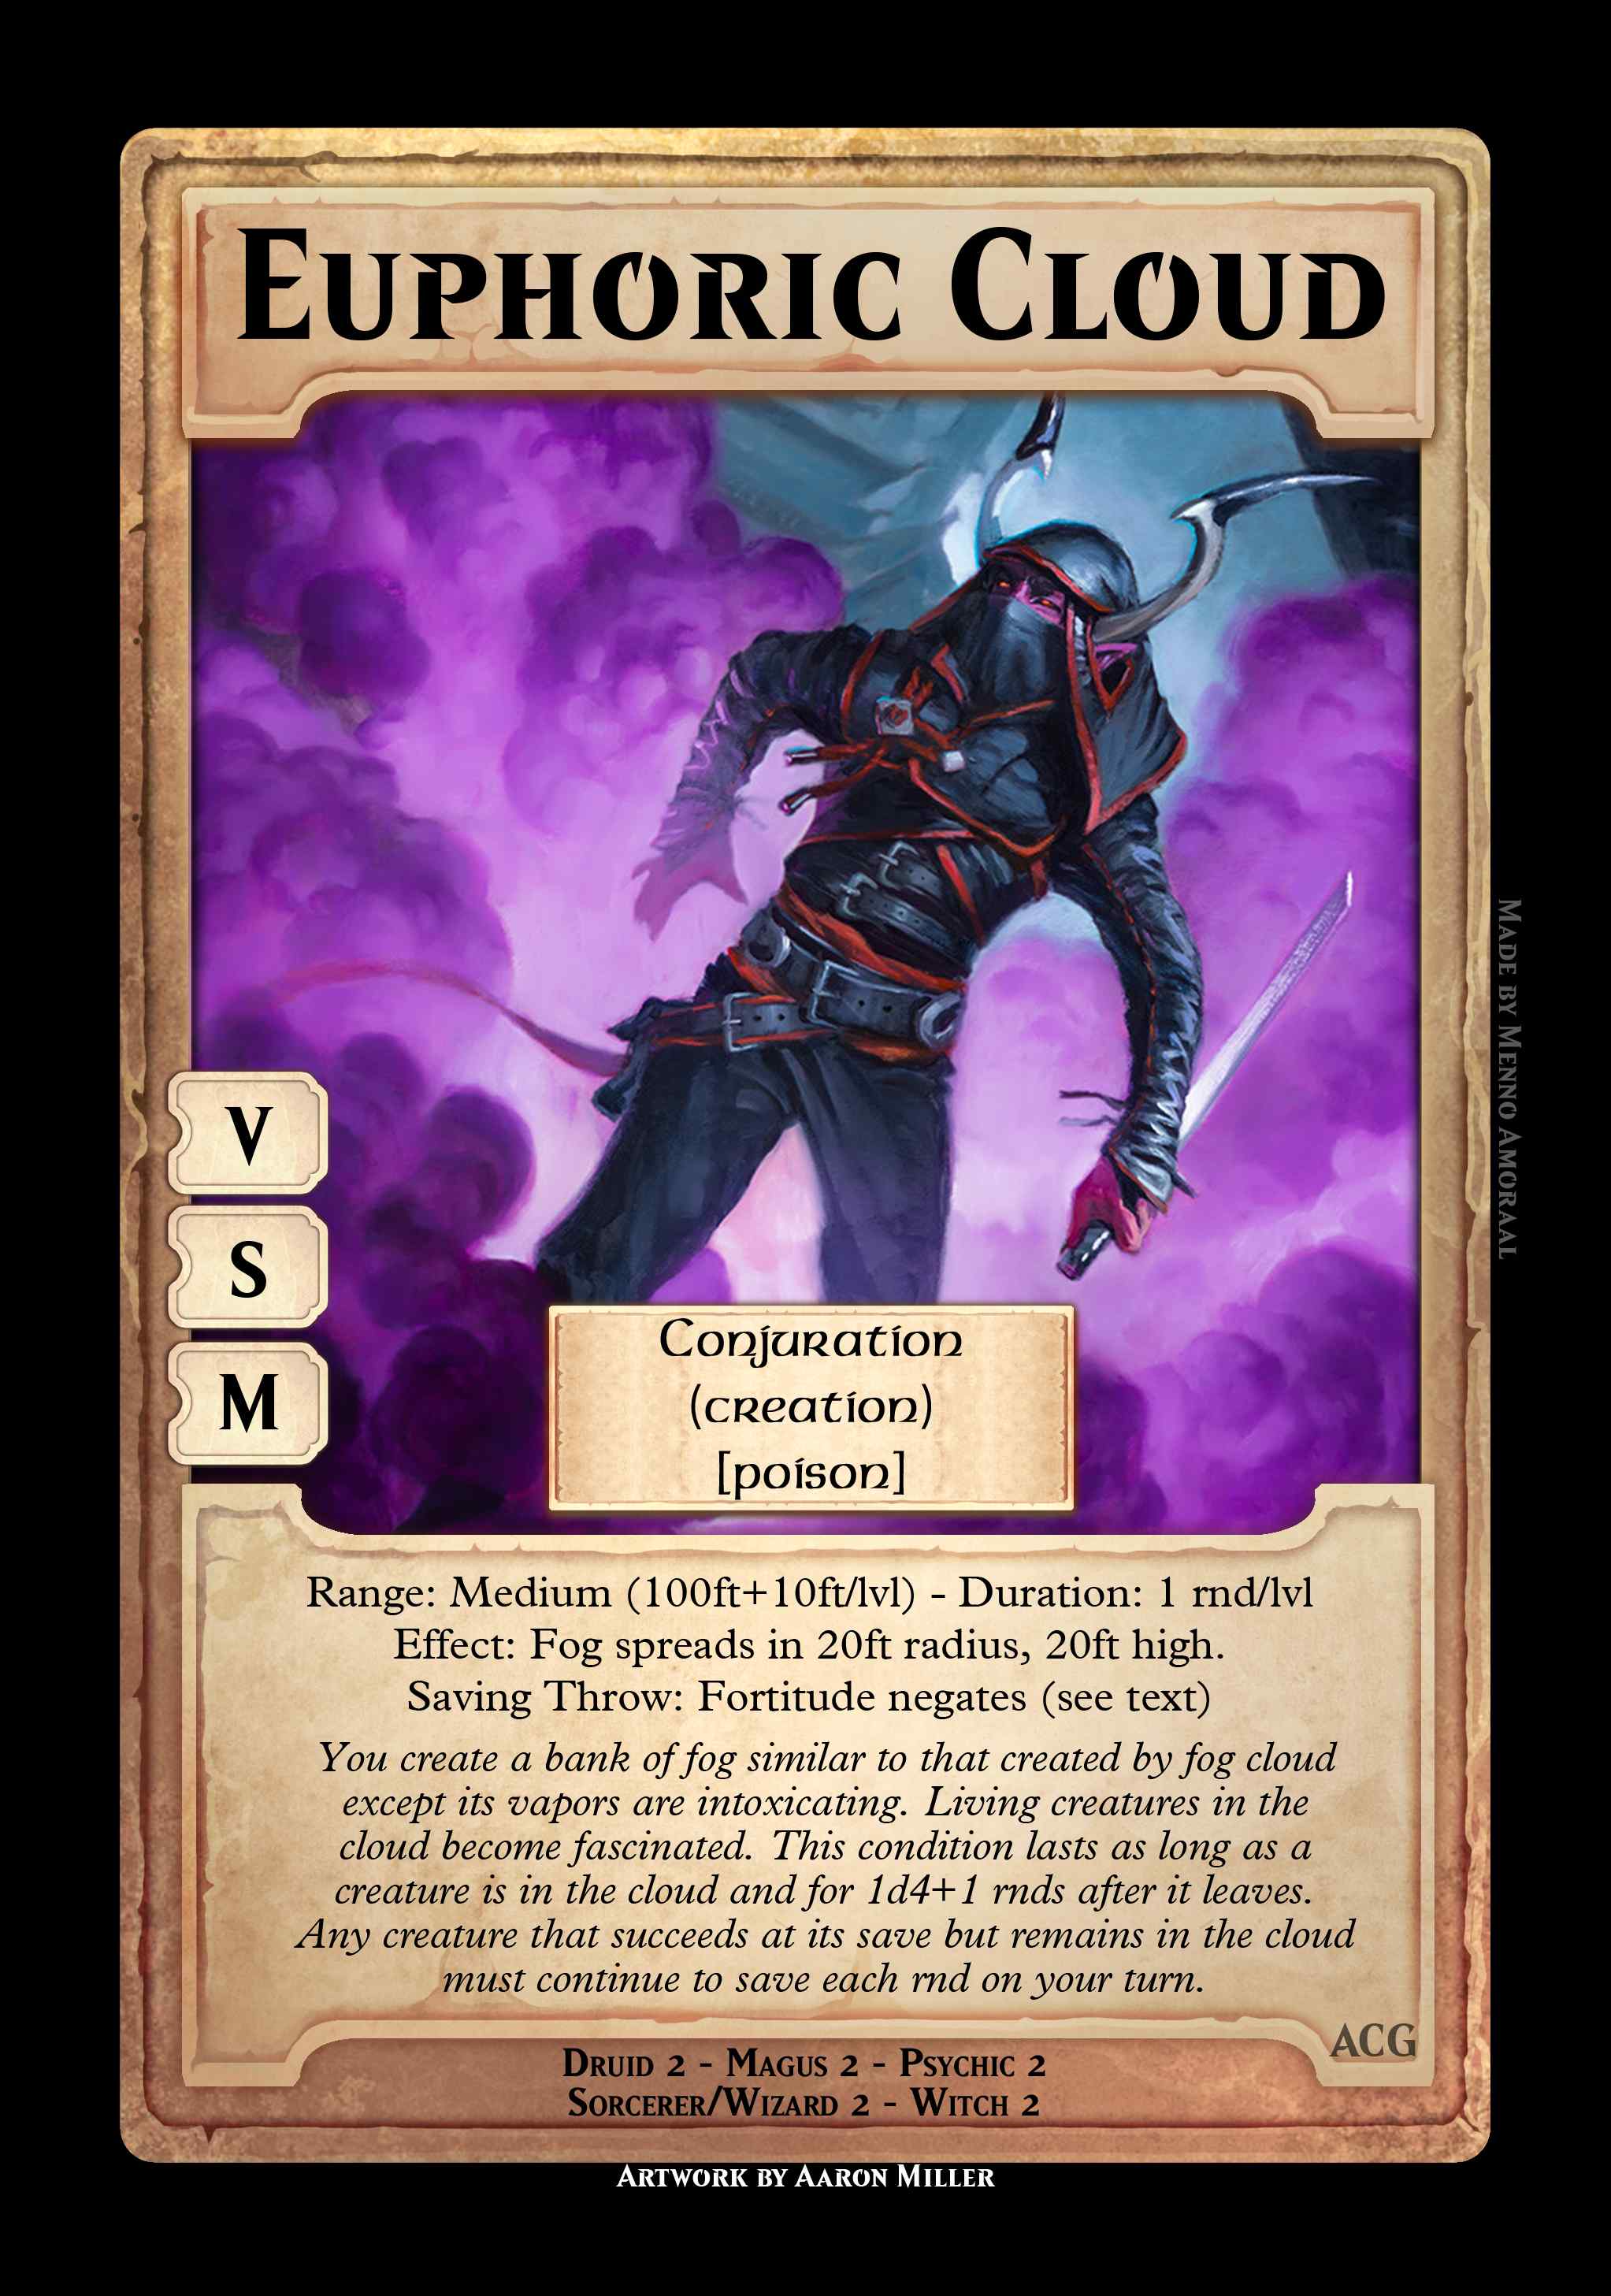 Euphoric Cloud
V
S
M
Conjuration
(creation)
[poison]
Range: Medium (100ft+10ft/lvl) - Duration: 1 rnd/lvl
Effect: Fog spreads in 20ft radius, 20ft high.
Saving Throw: Fortitude negates (see text)
You create a bank of fog similar to that created by fog cloud
except its vapors are intoxicating. Living creatures in the
cloud become fascinated. This condition lasts as long as a
creature is in the cloud and for 1d4+1 rnds after it leaves.
Any creature that succeeds at its save but remains in the cloud
must continue to save each rnd on your turn.
ACG
Druid 2 - Magus 2 - Psychic 2
Sorcerer/Wizard 2 - Witch 2
Artwork by Aaron Miller
Made by Menno Amoraal